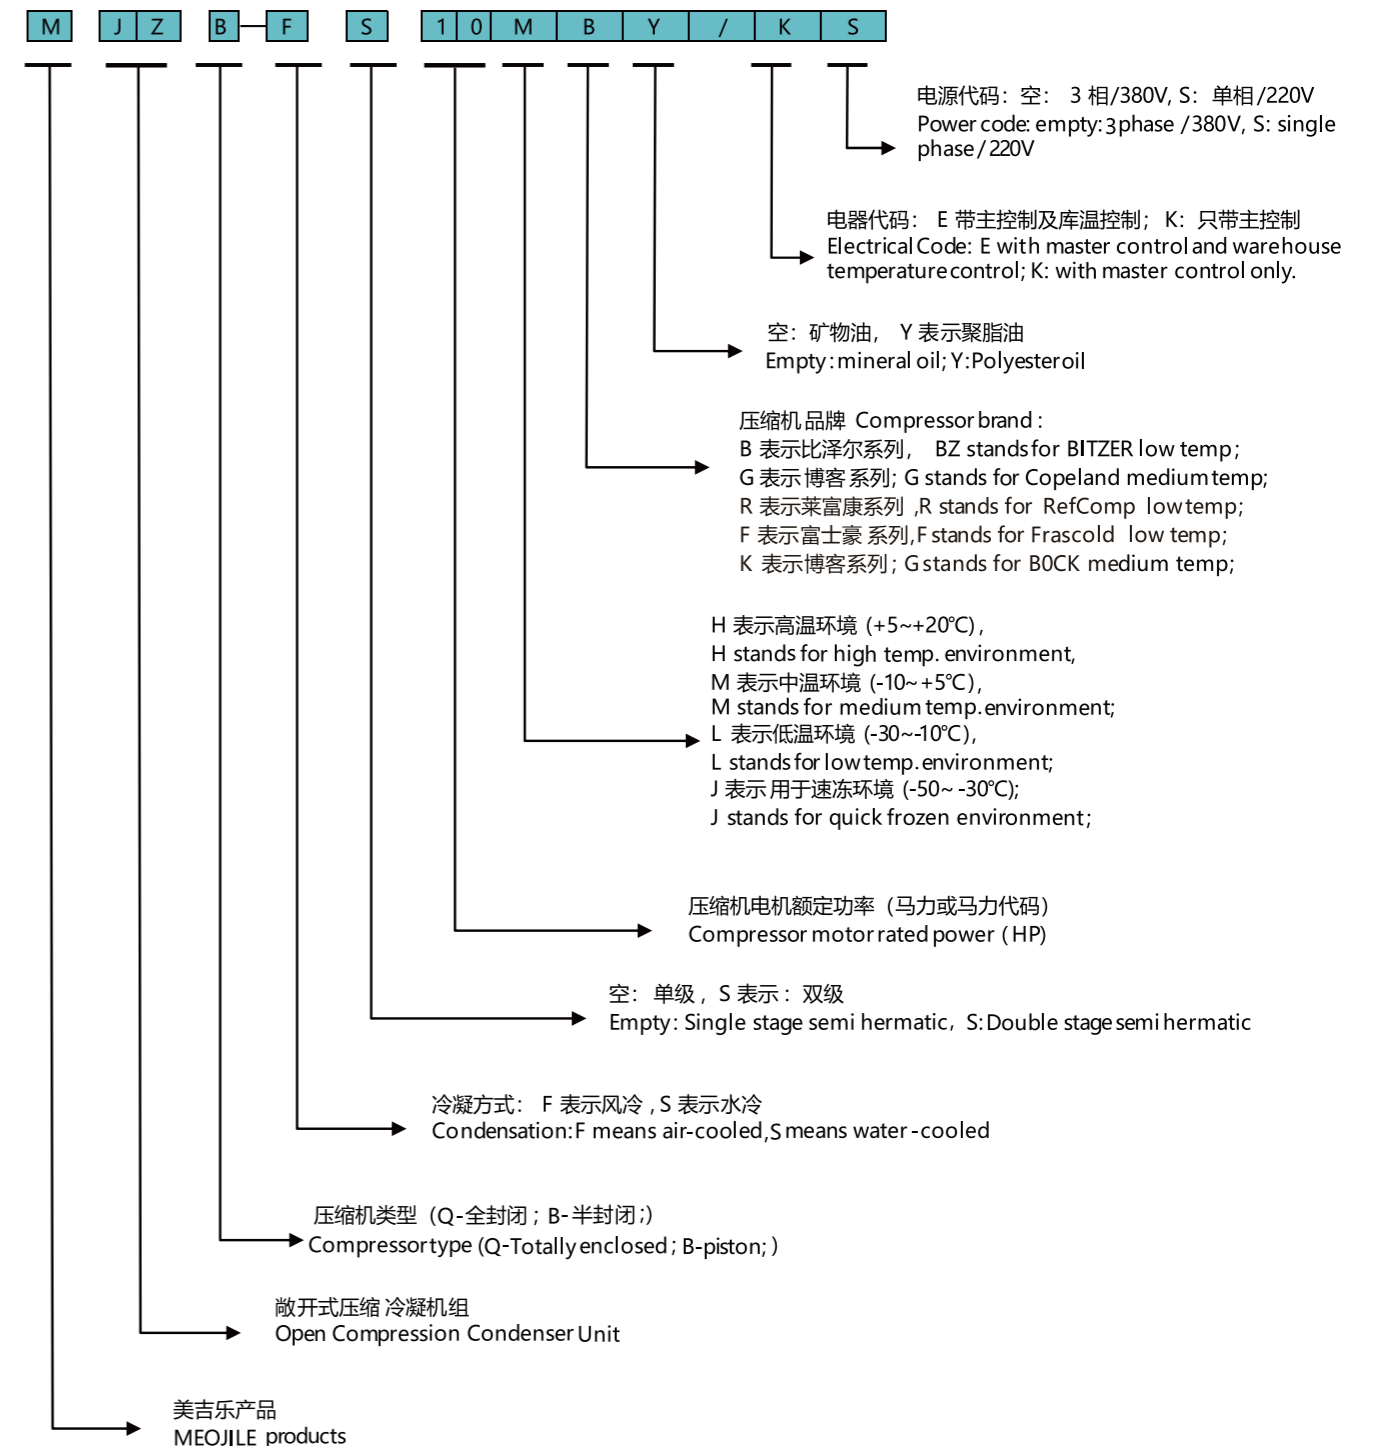 M JZ B-F S 10MBY/KS
电源代码：空： 3 相/380V, S： 单相/220V
Power code: empty:3phase /380V, S: single
phase/220V
电器代码： E 带主控制及库温控制； K： 只带主控制
Electrical Code: E with master control and warehouse
temperature control; K: with master control only.
空：矿物油， Y 表示聚脂油
Empty:mineral oil;Y:Polyesteroil
压缩机品牌 Compressor brand :
B 表示比泽尔系列， BZ stands for BITZER low temp;
G 表示博客系列; G stands for Copeland medium temp;
R 表示莱富康系列 ,R stands for RefComp low temp;
F 表示富士豪 系列,F stands for Frascold low temp;
K 表示博客系列; G stands for B0CK medium temp;
H 表示高温环境 (+5~+20℃),
H stands for high temp. environment,
M 表示中温环境 (-10~+5℃),
M stands for medium temp.environment;
L 表示低温环境 (-30~-10℃),
L stands for low temp.environment;
J 表示用于速冻环境 (-50~ -30℃);
J stands for quick frozen environment;
压缩机电机额定功率（马力或马力代码）
Compressor motor rated power ( HP)
空： 单级 , S 表示 : 双级
Empty: Single stage semi hermatic, S:Double stage semi hermatic
冷凝方式： F 表示风冷 , S 表示水冷
Condensation:F means air-cooled,S means water-cooled
压缩机类型（Q-全封闭 ; B-半封闭 ;）
Compressor type (Q-Totally enclosed; B-piston; )
敞开式压缩 冷凝机组
Open Compression Condenser Unit
美吉乐产品
MEOJILE products